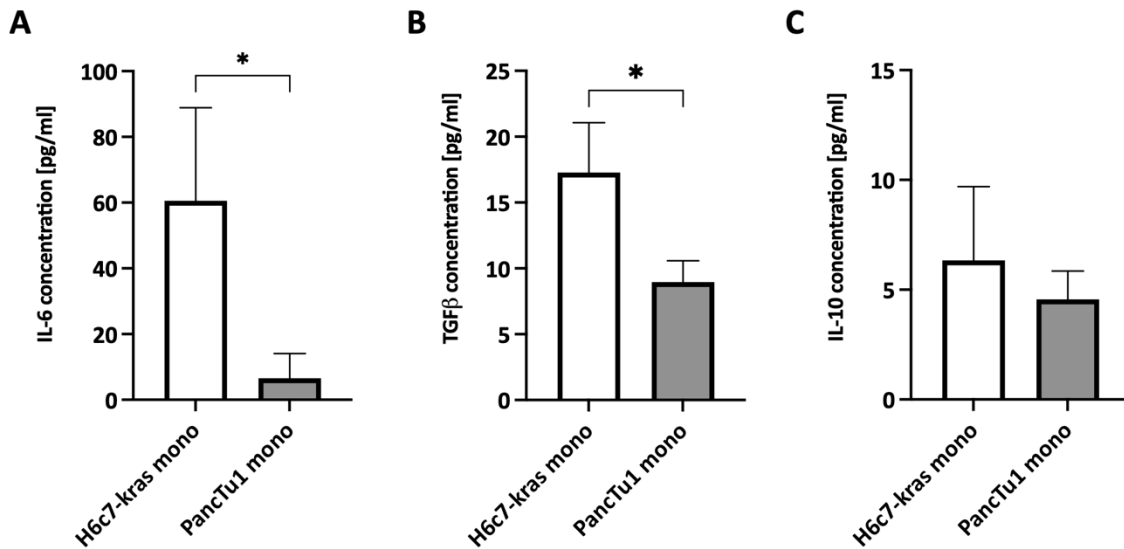 A
IL-6 concentration [pg/ml]
100
80
60
40
20
0
*
H6c7-kras mono
PancTu1 mono
B
TGFβ concentration [pg/ml]
25
20
15
10
5
0
*
H6c7-kras mono
PancTu1 mono
C
IL-10 concentration [pg/ml]
15
10
5
0
H6c7-kras mono
PancTu1 mono